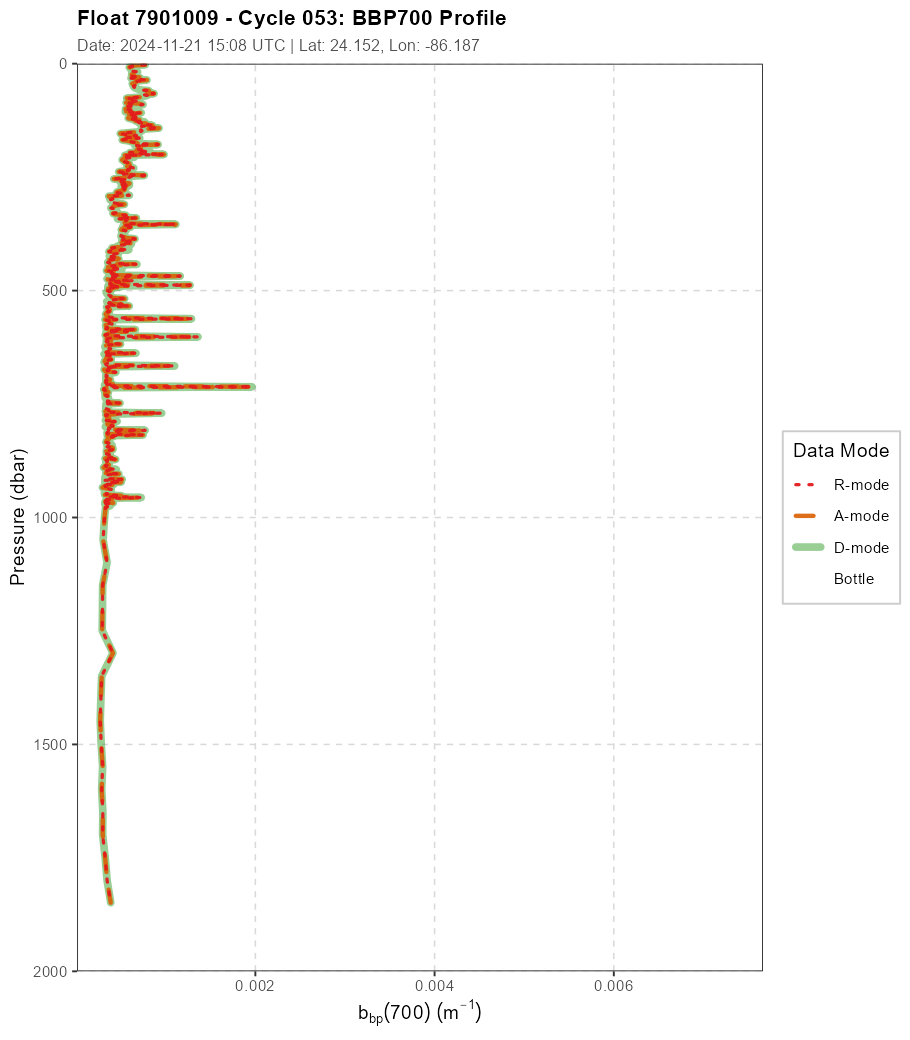 Float 7901009 - Cycle 053: BBP700 Profile
Date: 2024-11-21 15:08 UTC | Lat: 24.152, Lon: -86.187
0
500
1000
1500
2000
Pressure (dbar)
0.002 0.004 0.006
b_bp(700) (m⁻¹)
Data Mode
R-mode
A-mode
D-mode
Bottle